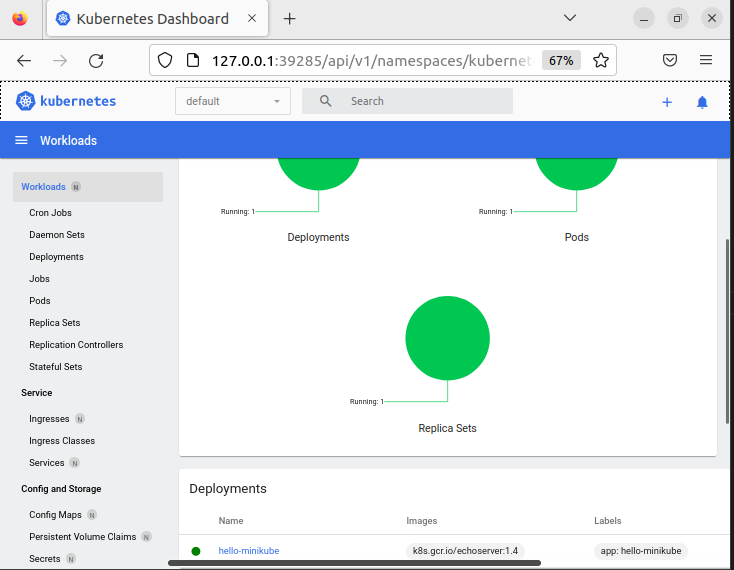 Kubernetes Dashboard
127.0.0.1:39285/api/v1/namespaces/kubernet
67%
kubernetes
default
Search
Workloads
Workloads N
Cron Jobs
Daemon Sets
Deployments
Jobs
Pods
Replica Sets
Replication Controllers
Stateful Sets
Service
Ingresses N
Ingress Classes
Services N
Config and Storage
Config Maps N
Persistent Volume Claims N
Secrets N
Running: 1
Deployments
Running: 1
Pods
Running: 1
Replica Sets
Deployments
Name Images Labels
hello-minikube k8s.gcr.io/echoserver:1.4 app: hello-minikube